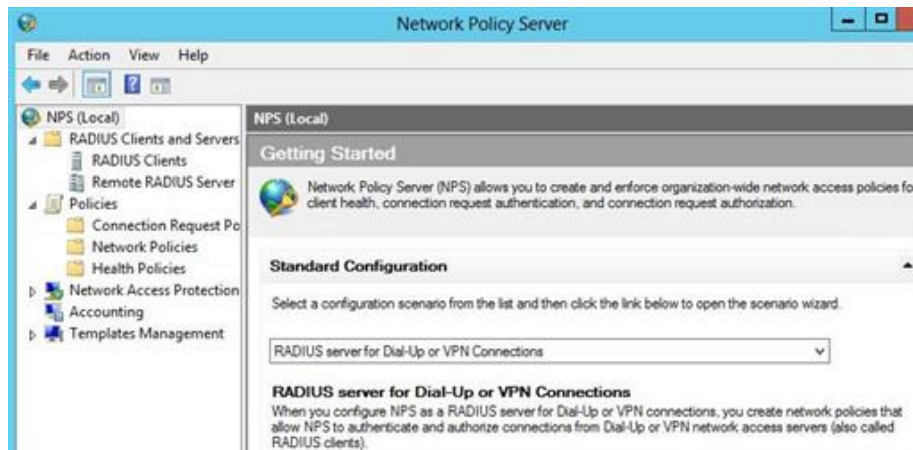 Network Policy Server
File Action View Help
NPS (Local)
RADIUS Clients and Servers
RADIUS Clients
Remote RADIUS Server
Policies
Connection Request Po
Network Policies
Health Policies
Network Access Protection
Accounting
Templates Management
NPS (Local)
Getting Started
Network Policy Server (NPS) allows you to create and enforce organization-wide network access policies fo
client health, connection request authentication, and connection request authorization.
Standard Configuration
Select a configuration scenario from the list and then click the link below to open the scenario wizard.
RADIUS server for Dial-Up or VPN Connections
RADIUS server for Dial-Up or VPN Connections
When you configure NPS as a RADIUS server for Dial-Up or VPN connections, you create network policies that
allow NPS to authenticate and authorize connections from Dial-Up or VPN network access servers (also called
RADIUS clients).